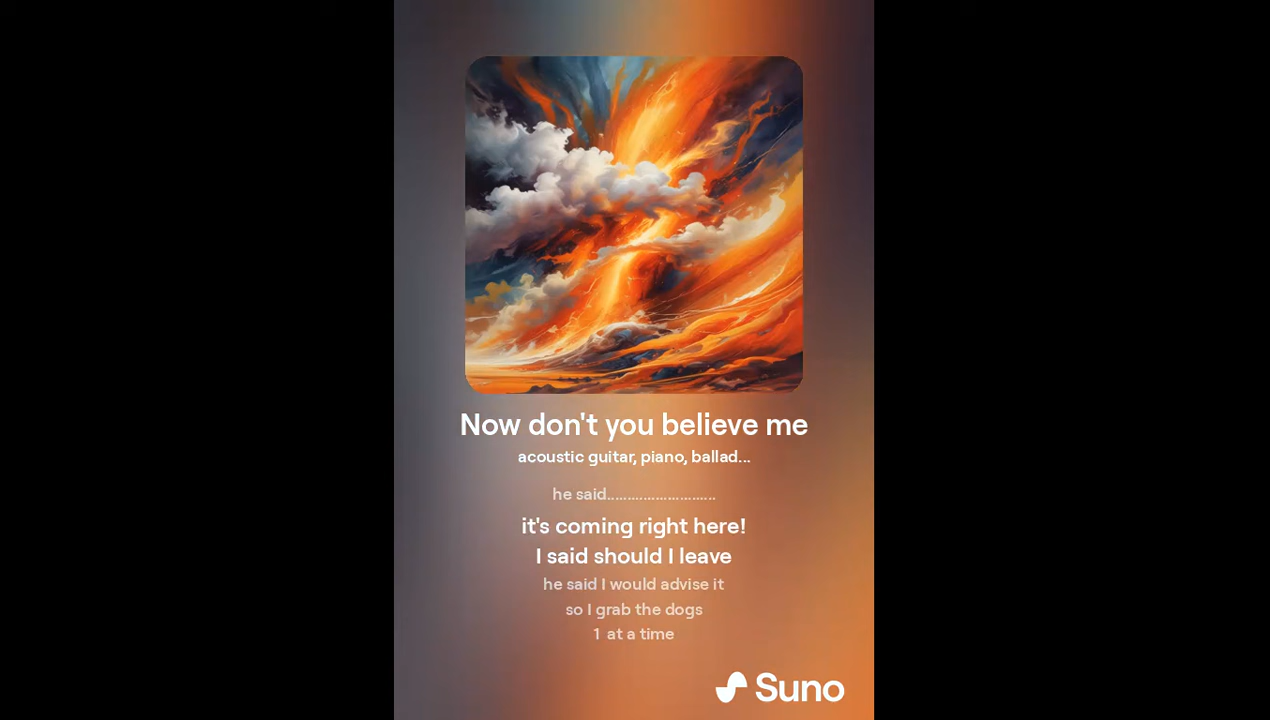 Now don't you believe me
acoustic guitar, piano, ballad...
he said...........................
it's coming right here!
I said should I leave
he said I would advise it
so I grab the dogs
1 at a time
Suno